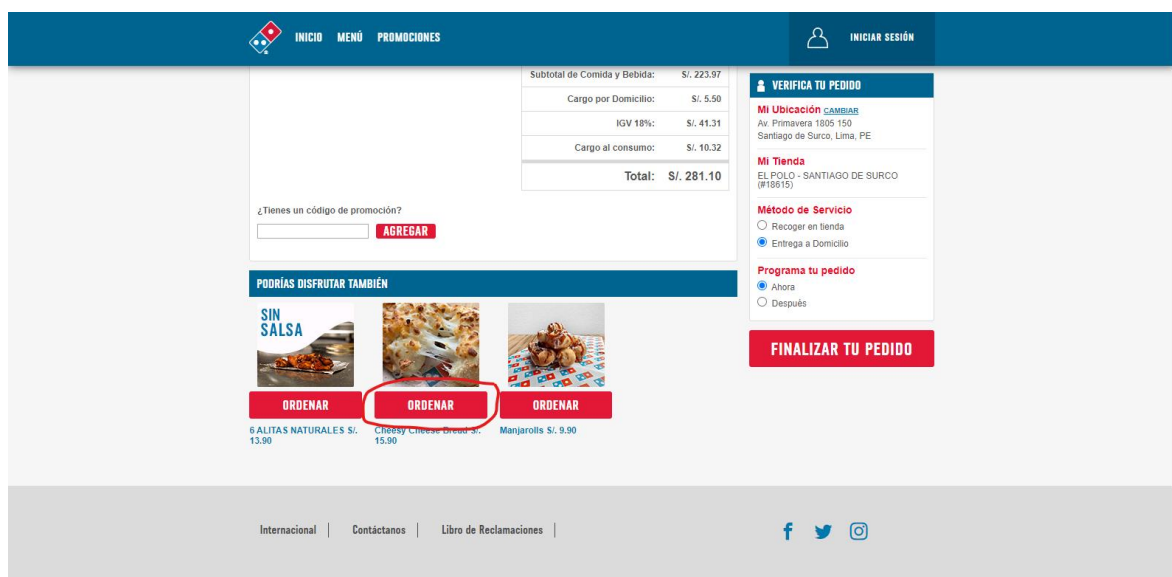 INICIO MENÚ PROMOCIONES
INICIAR SESIÓN
Subtotal de Comida y Bebida: S/. 223.97
Cargo por Domicilio: S/. 5.50
IGV 18%: S/. 41.31
Cargo al consumo: S/. 10.32
Total: S/. 281.10
¿Tienes un código de promoción?
AGREGAR
PODRÍAS DISFRUTAR TAMBIÉN
SIN
SALSA
ORDENAR
6 ALITAS NATURALES S/.
13.90
ORDENAR
Cheesy Cheese Bread S/.
15.90
ORDENAR
Manjarolls S/. 9.90
VERIFICA TU PEDIDO
Mi Ubicación CAMBIAR
Av. Primavera 1805 150
Santiago de Surco, Lima, PE
Mi Tienda
EL POLO - SANTIAGO DE SURCO
(#18615)
Método de Servicio
Recoger en tienda
Entrega a Domicilio
Programa tu pedido
Ahora
Después
FINALIZAR TU PEDIDO
Internacional | Contáctanos | Libro de Reclamaciones |